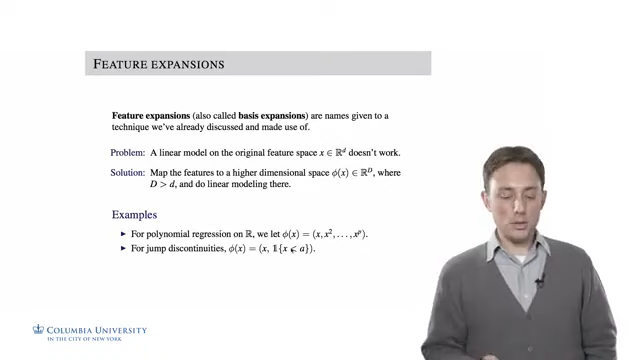 FEATURE EXPANSIONS
Feature expansions (also called basis expansions) are names given to a
technique we've already discussed and made use of.
Problem: A linear model on the original feature space x ∈ ℝᵈ doesn't work.
Solution: Map the features to a higher dimensional space ϕ(x) ∈ ℝᴰ, where
D > d, and do linear modeling there.
Examples
▶ For polynomial regression on ℝ, we let ϕ(x) = (x, x², . . . , xᵖ).
▶ For jump discontinuities, ϕ(x) = (x, 𝟙{x < a}).
COLUMBIA UNIVERSITY
IN THE CITY OF NEW YORK